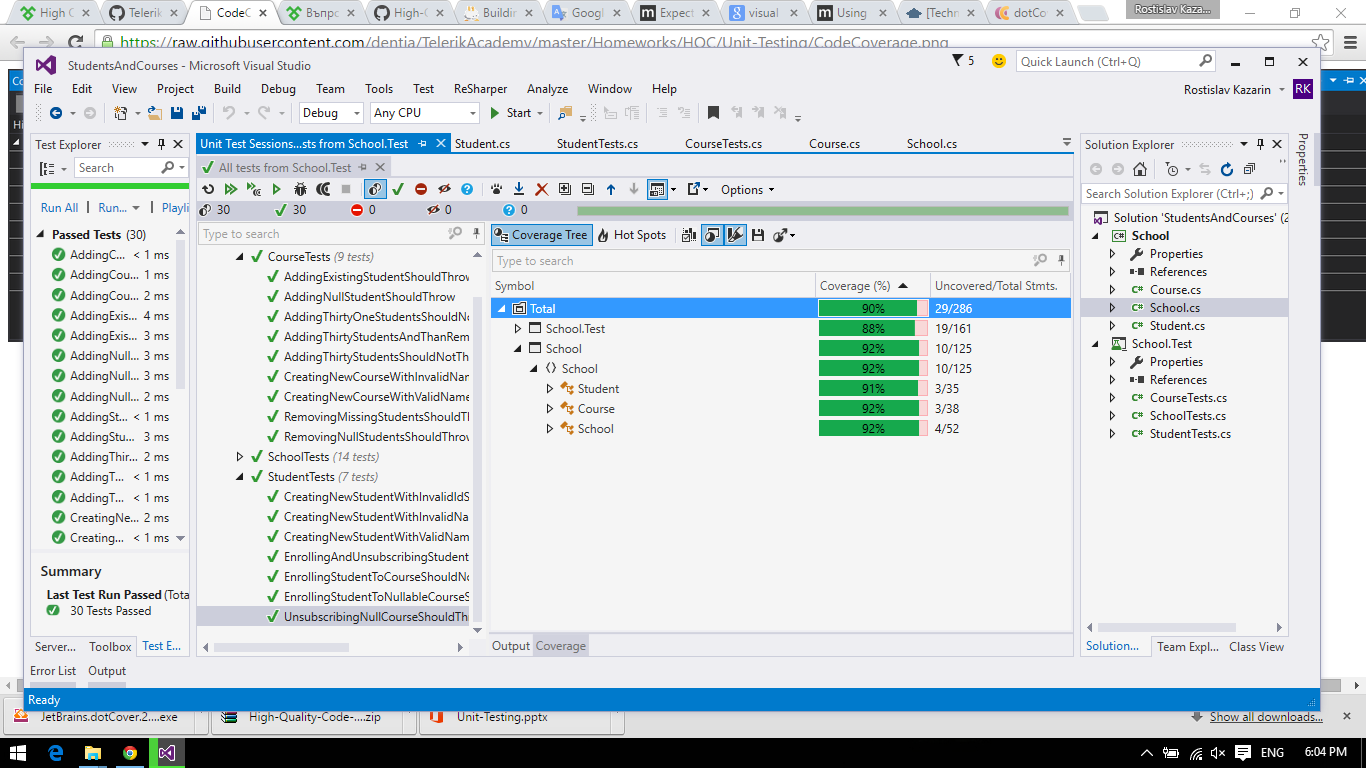 High C
Telerik
CodeC
Въпро
High-C
Buildin
Googl
Expect
visual
Using
[Techn
dotCo
Rostislav Kaza...
https://raw.githubusercontent.com/dentia/TelerikAcademy/master/Homeworks/HQC/Unit-Testing/CodeCoverage.png
StudentsAndCourses - Microsoft Visual Studio
5
Quick Launch (Ctrl+Q)
File Edit View Project Build Debug Team Tools Test ReSharper Analyze Window Help
Rostislav Kazarin
RK
Debug
Any CPU
Start
Test Explorer
Search
Run All | Run... Playli
Passed Tests (30)
AddingC... < 1 ms
AddingCou... < 1 ms
AddingCou... 2 ms
AddingExis... 4 ms
AddingExis... 3 ms
AddingNull... 3 ms
AddingNull... 3 ms
AddingNull... 2 ms
AddingSt... < 1 ms
AddingStu... 3 ms
AddingThir... 2 ms
AddingT... < 1 ms
AddingT... < 1 ms
CreatingNe... 2 ms
Creating... < 1 ms
Summary
Last Test Run Passed (Tota
30 Tests Passed
Server... Toolbox Test E...
Error List Output
Unit Test Sessions...sts from School.Test
Student.cs
StudentTests.cs
CourseTests.cs
Course.cs
School.cs
All tests from School.Test
Options
30 30 0 0 0
Type to search
CourseTests (9 tests)
AddingExistingStudentShouldThrow
AddingNullStudentShouldThrow
AddingThirtyOneStudentsShouldNo
AddingThirtyStudentsAndThanRem
AddingThirtyStudentsShouldNotTh
CreatingNewCourseWithInvalidNam
CreatingNewCourseWithValidName
RemovingMissingStudentsShouldTl
RemovingNullStudentsShouldThrow
SchoolTests (14 tests)
StudentTests (7 tests)
CreatingNewStudentWithInvalidIdS
CreatingNewStudentWithInvalidNa
CreatingNewStudentWithValidNam
EnrollingAndUnsubscribingStudent
EnrollingStudentToCourseShouldNo
EnrollingStudentToNullableCourseS
UnsubscribingNullCourseShouldTh
Coverage Tree
Hot Spots
Type to search
Symbol Coverage (%) Uncovered/Total Stmts.
Total 90% 29/286
School.Test 88% 19/161
School 92% 10/125
School 92% 10/125
Student 91% 3/35
Course 92% 3/38
School 92% 4/52
Output Coverage
Solution Explorer
Search Solution Explorer (Ctrl+;)
Solution 'StudentsAndCourses' (2
School
Properties
References
Course.cs
School.cs
Student.cs
School.Test
Properties
References
CourseTests.cs
SchoolTests.cs
StudentTests.cs
Solution... Team Expl... Class View
Properties
Ready
JetBrains.dotCover.2....exe
High-Quality-Code-....zip
Unit-Testing.pptx
Show all downloads...
ENG
6:04 PM